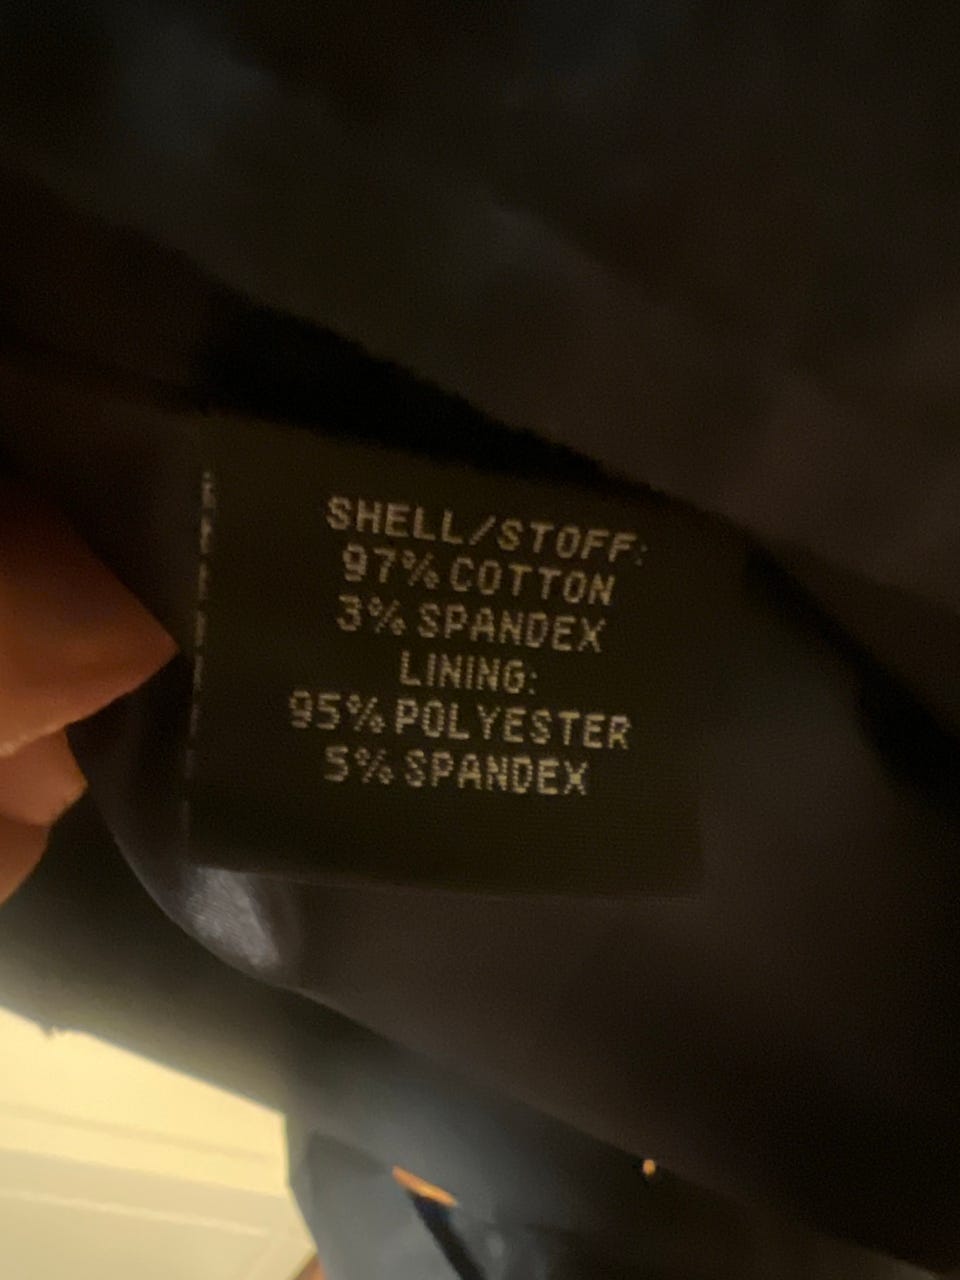 SHELL/STOFF:
97% COTTON
3% SPANDEX
LINING:
95% POLYESTER
5% SPANDEX